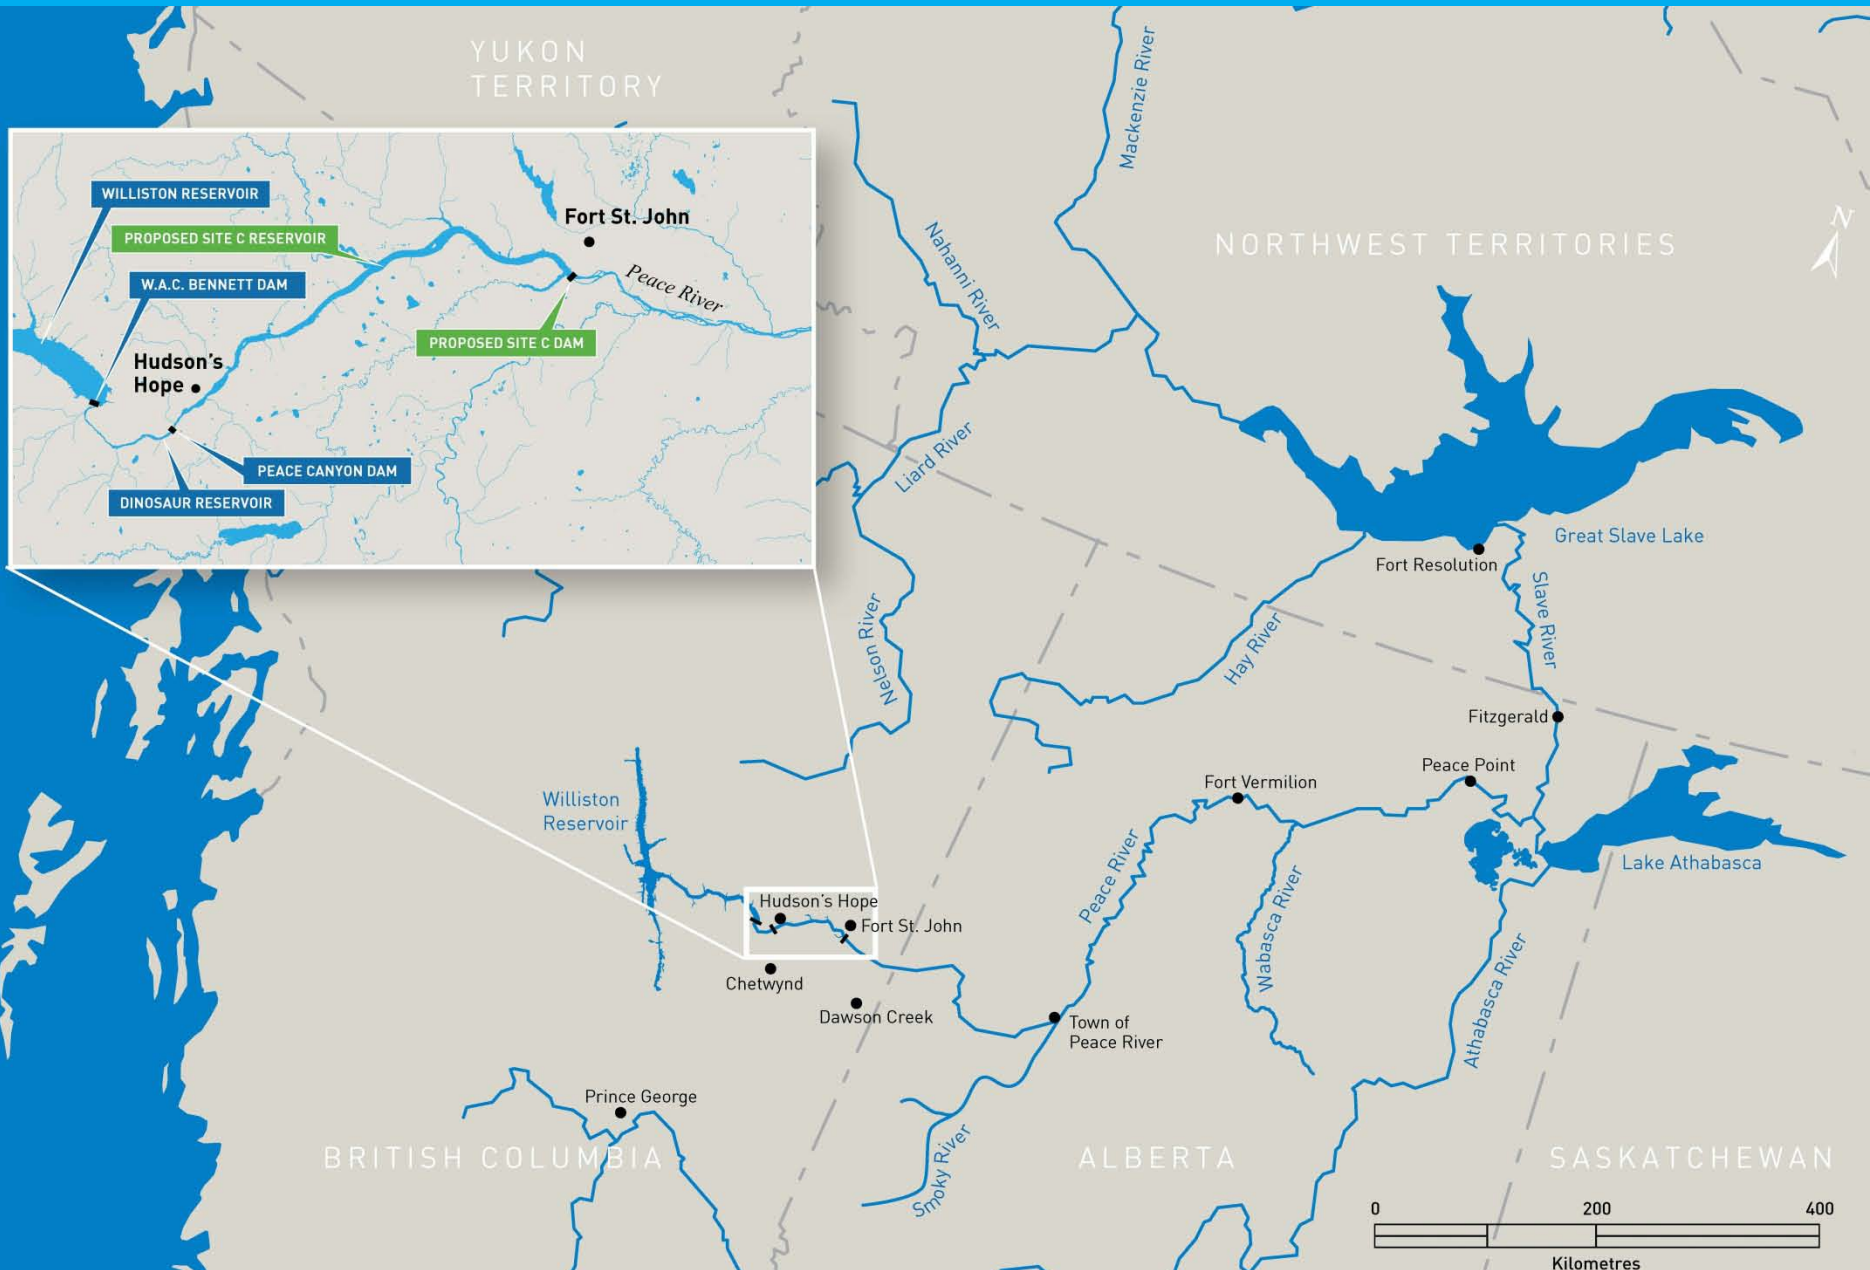 YUKON
TERRITORY
Mackenzie River
WILLISTON RESERVOIR
PROPOSED SITE C RESERVOIR
W.A.C. BENNETT DAM
Fort St. John
Peace River
PROPOSED SITE C DAM
Hudson's
Hope
PEACE CANYON DAM
DINOSAUR RESERVOIR
Nahanni River
NORTHWEST TERRITORIES
N
Liard River
Great Slave Lake
Fort Resolution
Slave River
Nelson River
Hay River
Fitzgerald
Peace Point
Fort Vermilion
Williston
Reservoir
Peace River
Lake Athabasca
Wabasca River
Hudson's Hope
Fort St. John
Athabasca River
Chetwynd
Dawson Creek
Town of
Peace River
Prince George
Smoky River
BRITISH COLUMBIA
ALBERTA
SASKATCHEWAN
0 200 400
Kilometres